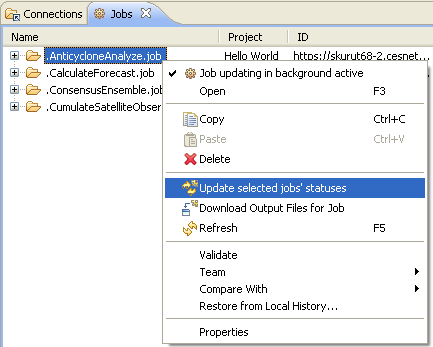 Connections Jobs
Name Project ID
.AnticycloneAnalyze.job Hello World https://skurut68-2.cesnet...
.CalculateForecast.job
.ConsensusEnsemble.job
.CumulateSatelliteObser
Job updating in background active
Open F3
Copy Ctrl+C
Paste Ctrl+V
Delete
Update selected jobs' statuses
Download Output Files for Job
Refresh F5
Validate
Team
Compare With
Restore from Local History...
Properties